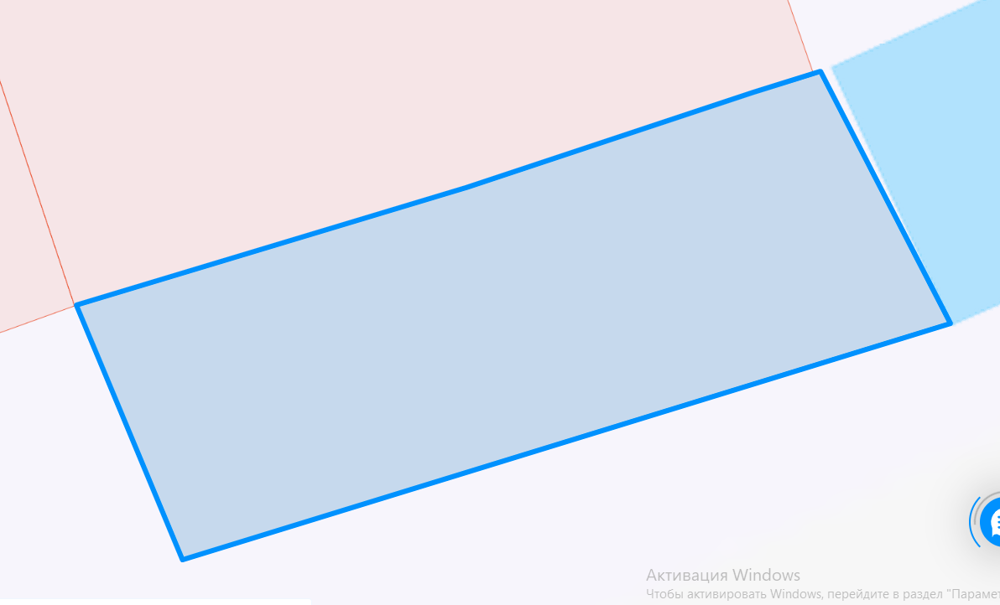 Активация Windows
Чтобы активировать Windows, перейдите в раздел "Парамет